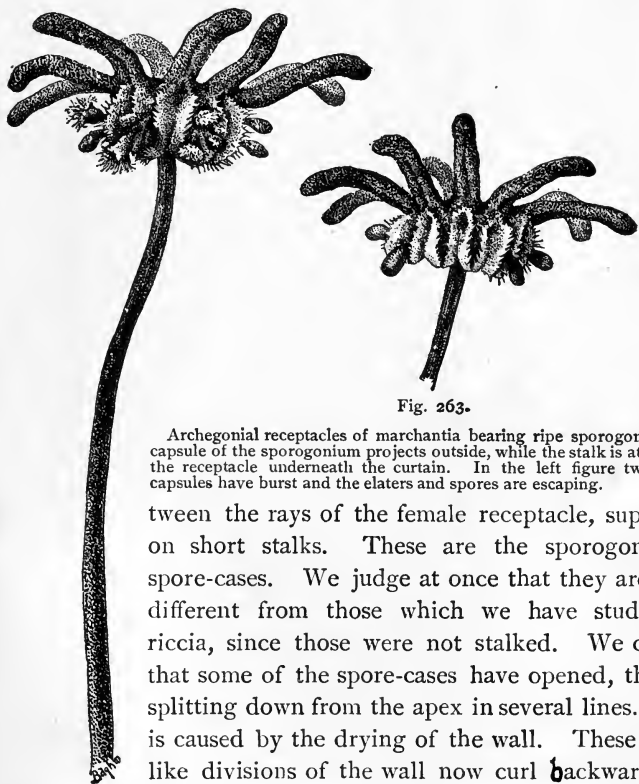 Fig. 263.
Archegonial receptacles of marchantia bearing ripe sporogon
capsule of the sporogonium projects outside, while the stalk is at
the receptacle underneath the curtain. In the left figure tw
capsules have burst and the elaters and spores are escaping.
tween the rays of the female receptacle, sup
on short stalks. These are the sporogon
spore-cases. We judge at once that they are
different from those which we have stud
riccia, since those were not stalked. We c
that some of the spore-cases have opened, th
splitting down from the apex in several lines.
is caused by the drying of the wall. These
like divisions of the wall now curl backwar